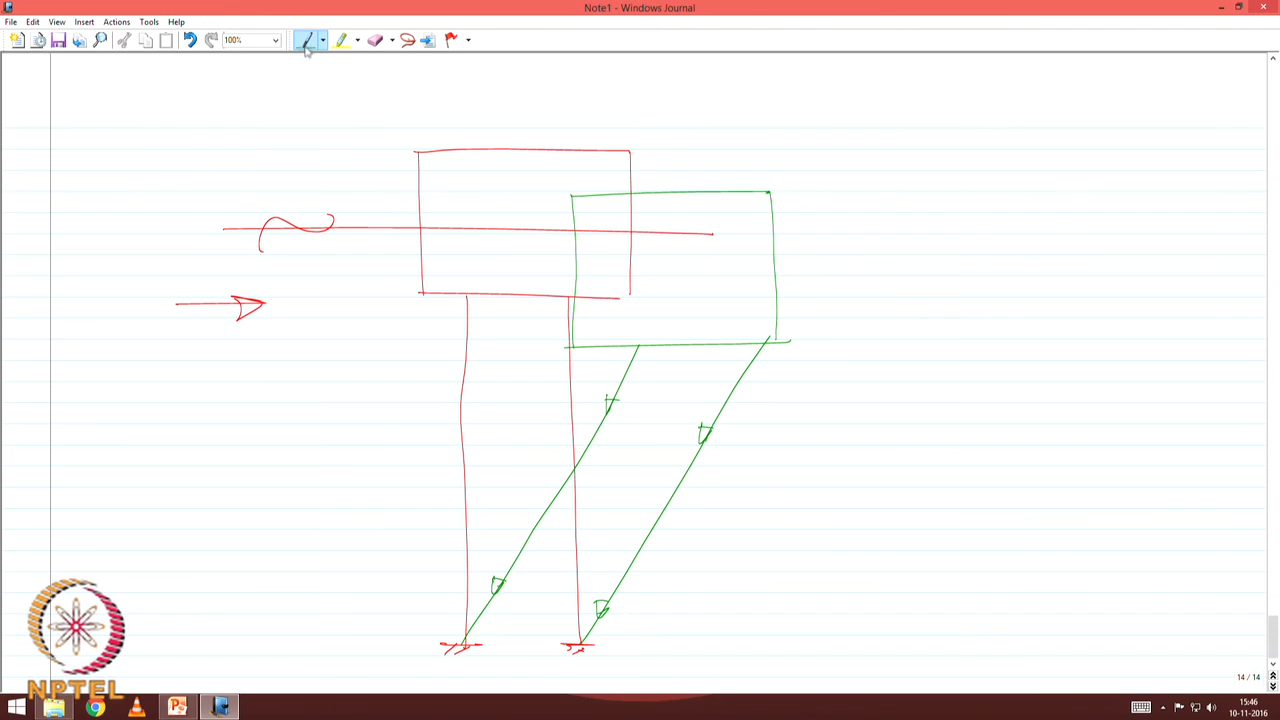 Note1 - Windows Journal
File Edit View Insert Actions Tools Help
100%
14 / 14
NPTEL
15:46
10-11-2016